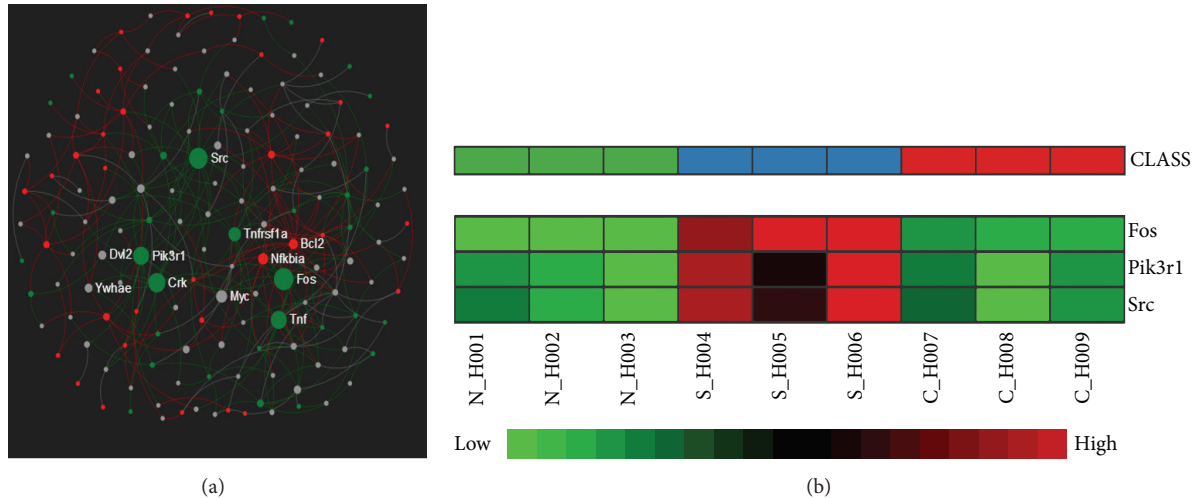 Src
Tnfrsf1a
Bcl2
Dvl2
Pik3r1
Nfkbia
Ywhae
Crk
Fos
Myc
Tnf
(a)
CLASS
Fos
Pik3r1
Src
N_H001
N_H002
N_H003
S_H004
S_H005
S_H006
C_H007
C_H008
C_H009
Low
High
(b)